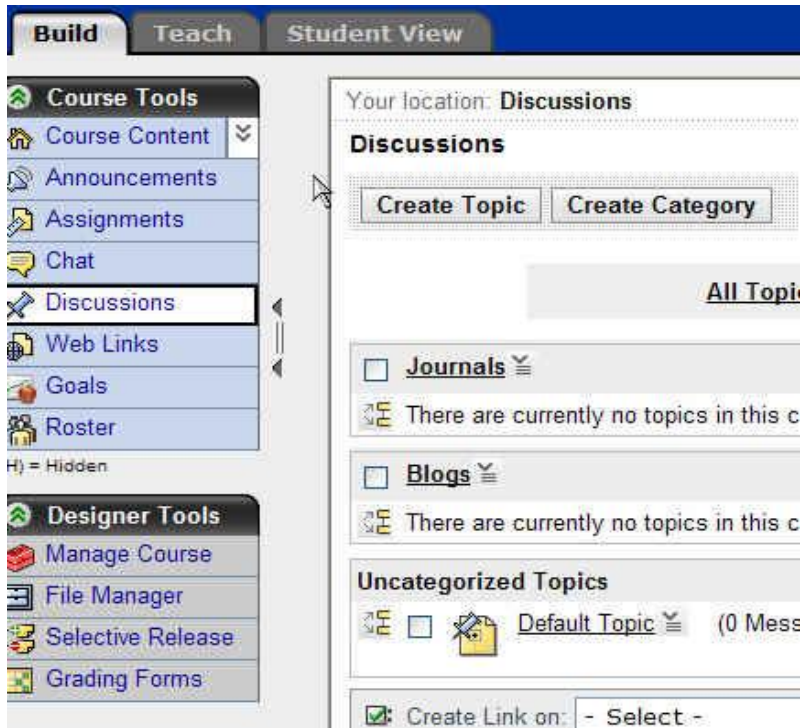 Build Teach Student View
Course Tools
Course Content
Announcements
Assignments
Chat
Discussions
Web Links
Goals
Roster
H) = Hidden
Designer Tools
Manage Course
File Manager
Selective Release
Grading Forms
Your location: Discussions
Discussions
Create Topic Create Category
All Topi
Journals
There are currently no topics in this c
Blogs
There are currently no topics in this c
Uncategorized Topics
Default Topic (0 Mess
Create Link on: - Select -